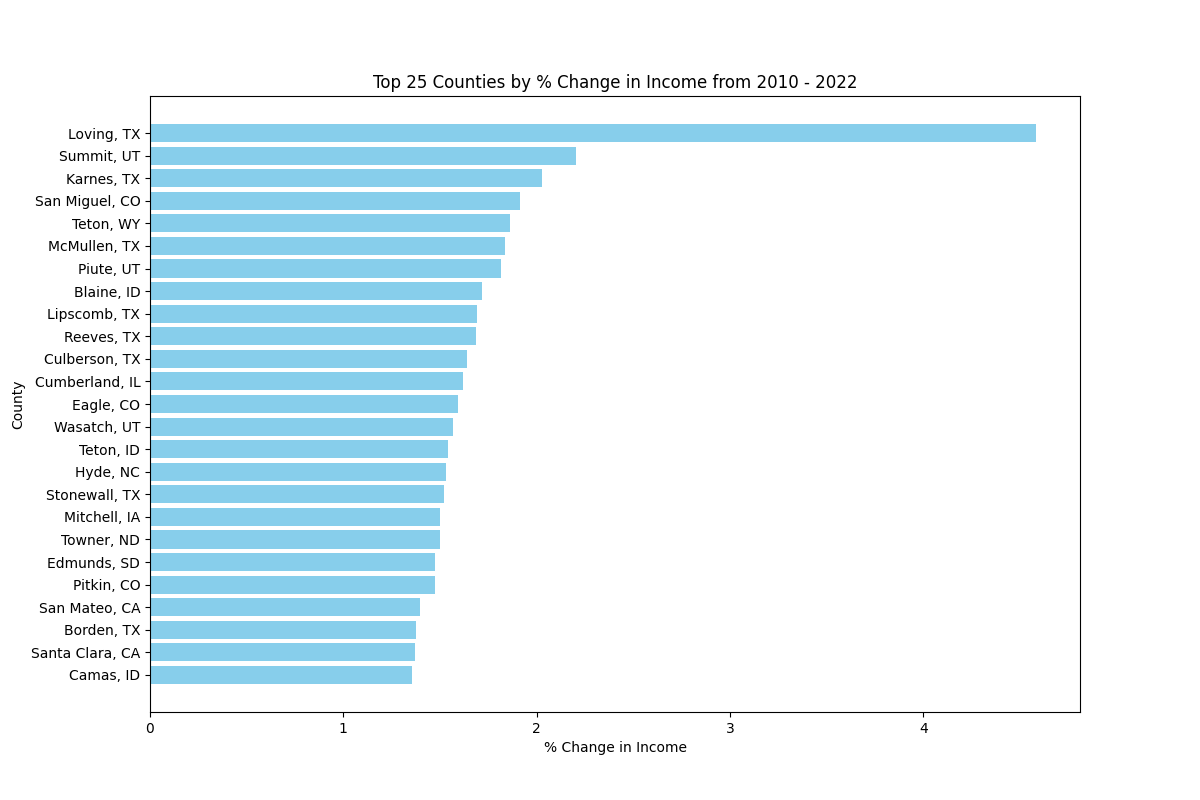 Top 25 Counties by % Change in Income from 2010 - 2022
County
Loving, TX
Summit, UT
Karnes, TX
San Miguel, CO
Teton, WY
McMullen, TX
Piute, UT
Blaine, ID
Lipscomb, TX
Reeves, TX
Culberson, TX
Cumberland, IL
Eagle, CO
Wasatch, UT
Teton, ID
Hyde, NC
Stonewall, TX
Mitchell, IA
Towner, ND
Edmunds, SD
Pitkin, CO
San Mateo, CA
Borden, TX
Santa Clara, CA
Camas, ID
0 1 2 3 4
% Change in Income